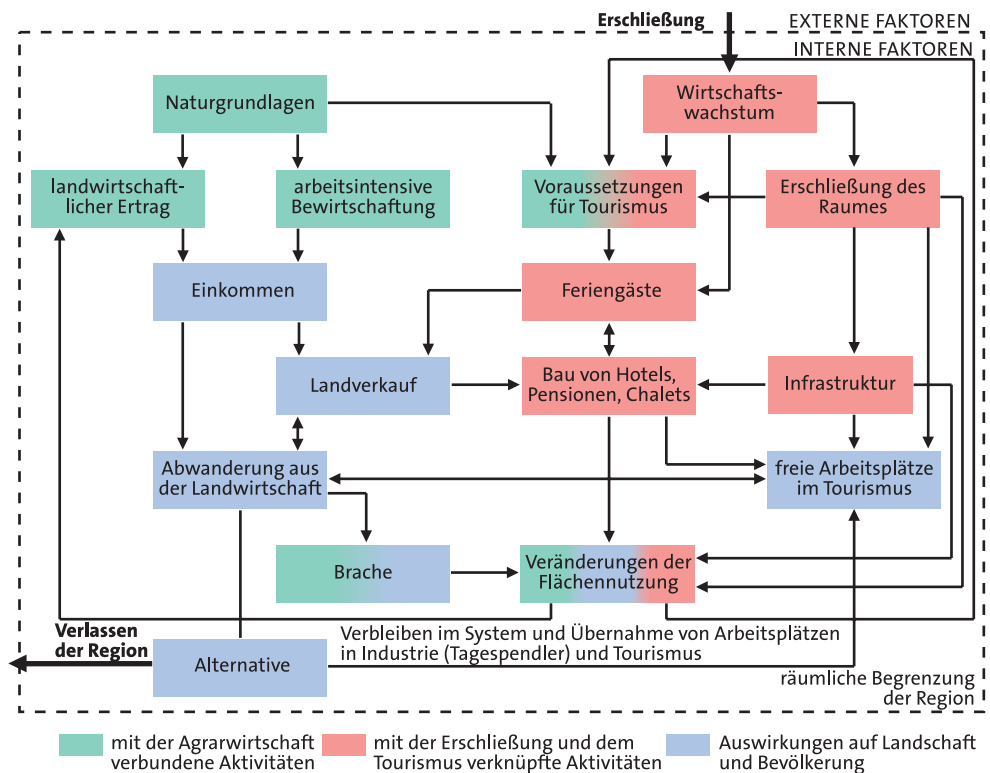 Erschließung
EXTERNE FAKTOREN
INTERNE FAKTOREN
Naturgrundlagen
Wirtschafts-
wachstum
landwirtschaft-
licher Ertrag
arbeitsintensive
Bewirtschaftung
Voraussetzungen
für Tourismus
Erschließung des
Raumes
Einkommen
Feriengäste
Landverkauf
Bau von Hotels,
Pensionen, Chalets
Infrastruktur
Abwanderung aus
der Landwirtschaft
freie Arbeitsplätze
im Tourismus
Brache
Veränderungen der
Flächennutzung
Verlassen
der Region
Alternative
Verbleiben im System und Übernahme von Arbeitsplätzen
in Industrie (Tagespendler) und Tourismus
räumliche Begrenzung
der Region
mit der Agrarwirtschaft
verbundene Aktivitäten
mit der Erschließung und dem
Tourismus verknüpfte Aktivitäten
Auswirkungen auf Landschaft
und Bevölkerung